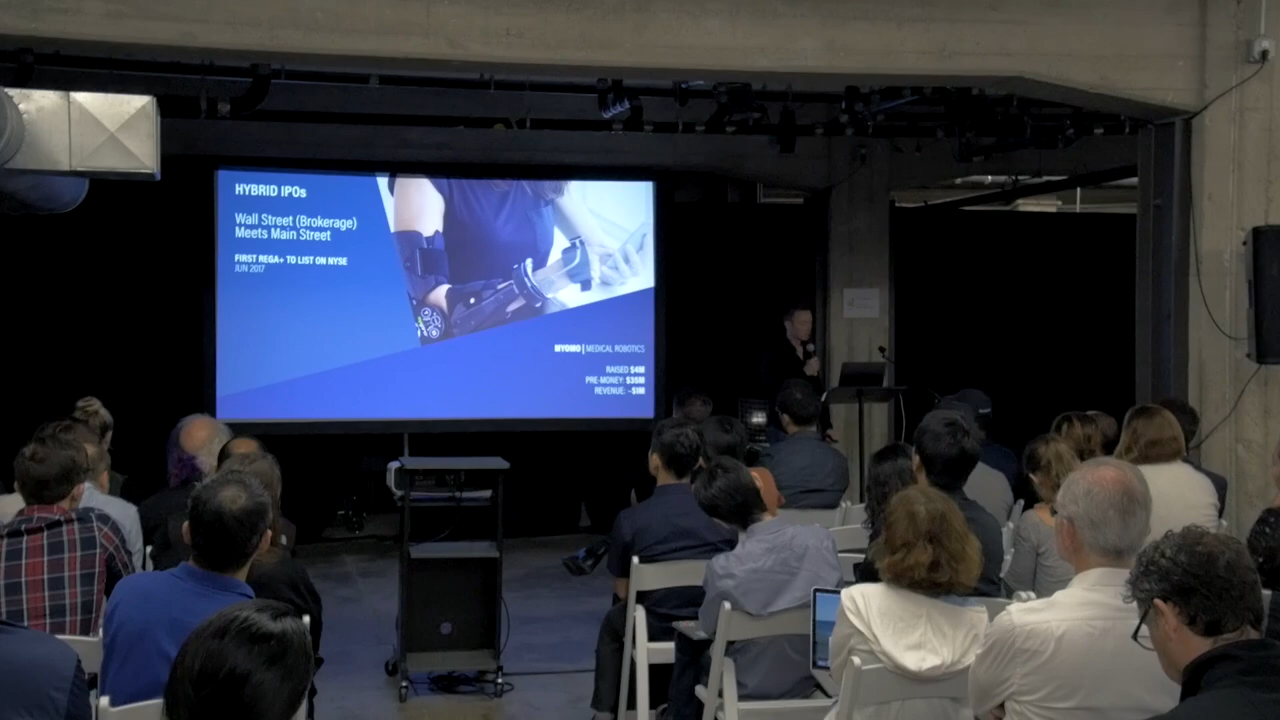 HYBRID IPOs
Wall Street (Brokerage)
Meets Main Street
FIRST REGA+ TO LIST ON NYSE
JUN 2017
MYOMO | MEDICAL ROBOTICS
RAISED $4M
PRE-MONEY: $35M
REVENUE: ~$1M